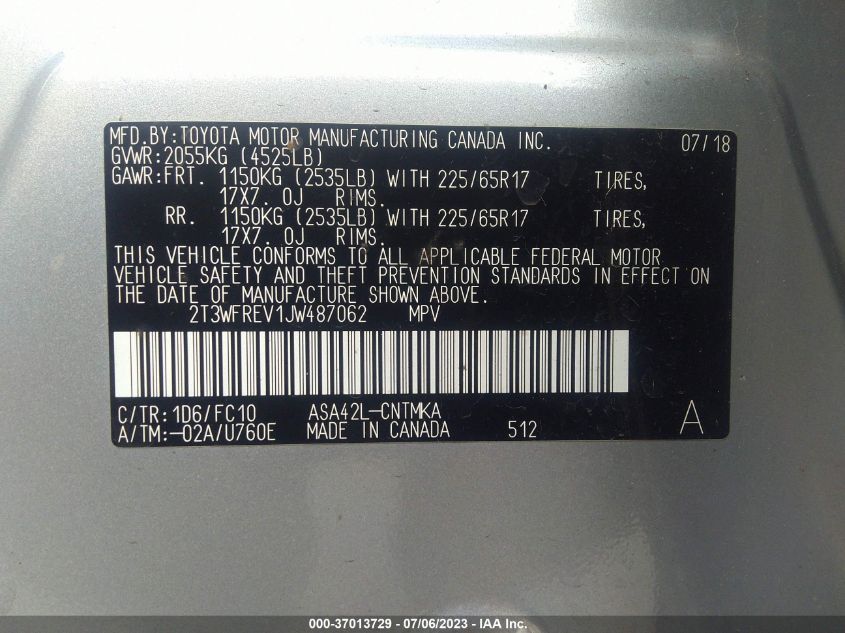 MFD.BY:TOYOTA MOTOR MANUFACTURING CANADA INC. 07/18
GVWR:2055KG (4525LB)
GAWR:FRT. 1150KG (2535LB) WITH 225/65R17 TIRES,
17X7.0J RIMS.
RR. 1150KG (2535LB) WITH 225/65R17 TIRES,
17X7.0J RIMS.
THIS VEHICLE CONFORMS TO ALL APPLICABLE FEDERAL MOTOR
VEHICLE SAFETY AND THEFT PREVENTION STANDARDS IN EFFECT ON
THE DATE OF MANUFACTURE SHOWN ABOVE.
2T3WFREV1JW487062 MPV
C/TR:1D6/FC10 ASA42L-CNTMKA
A/TM:-02A/U760E MADE IN CANADA 512 A
000-37013729 - 07/06/2023 - IAA Inc.